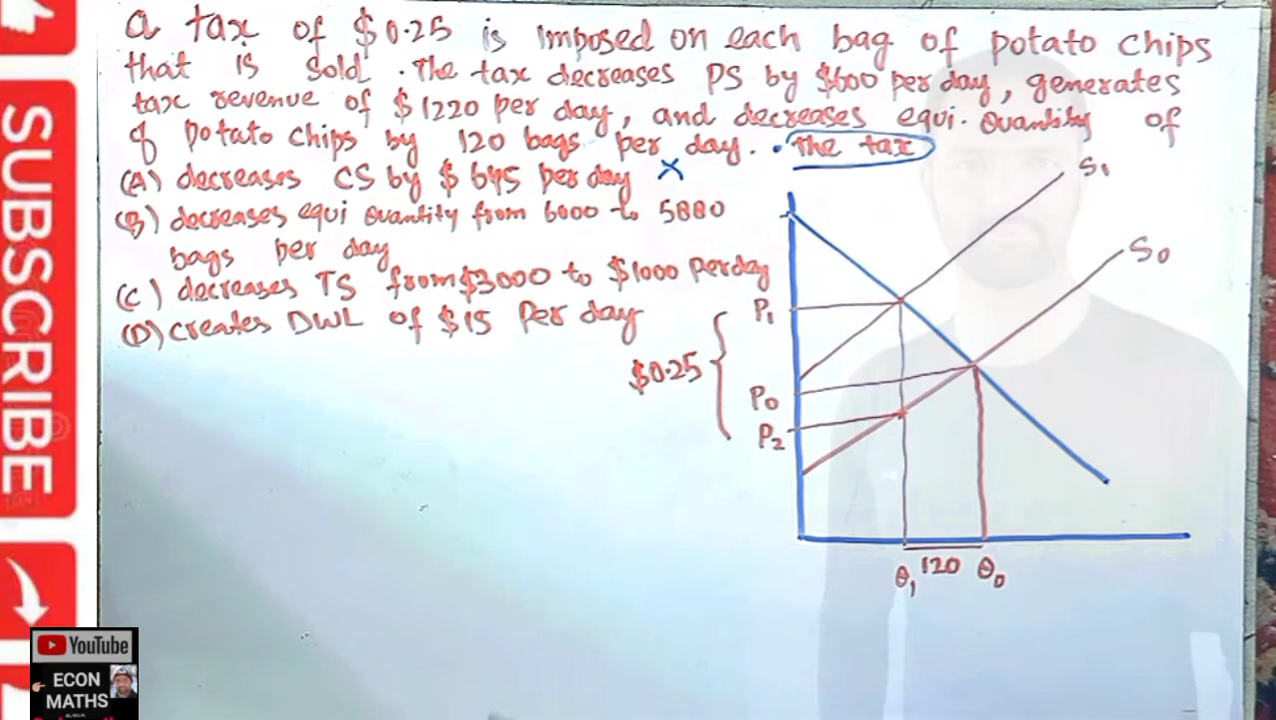 a tax of $0.25 is imposed on each bag of potato chips
that is sold. The tax decreases PS by $600 per day, generates
tax revenue of $1220 per day, and decreases equi. Quantity of
of potato chips by 120 bags per day. The tax
(A) decreases CS by $645 per day X
(B) decreases equi Quantity from 6000 to 5880
bags per day
(C) decreases TS from $3000 to $1000 per day
(D) creates DWL of $15 Per day
S1
S0
P1
$0.25
P0
P2
θ1 120 θ0
SUBSCRIBE
YouTube
ECON
MATHS